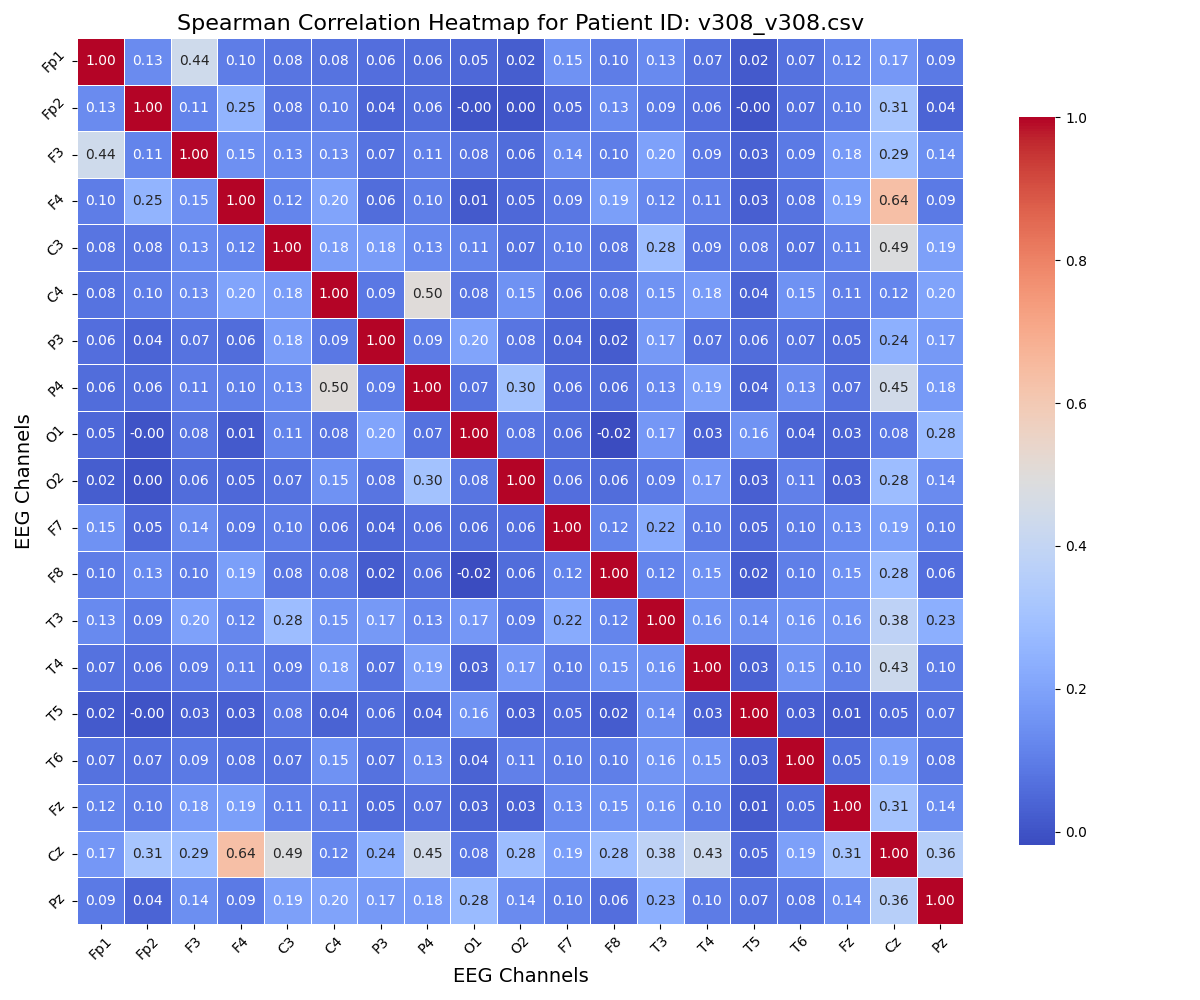 Spearman Correlation Heatmap for Patient ID: v308_v308.csv
Fp1 1.00 0.13 0.44 0.10 0.08 0.08 0.06 0.06 0.05 0.02 0.15 0.10 0.13 0.07 0.02 0.07 0.12 0.17 0.09
Fp2 0.13 1.00 0.11 0.25 0.08 0.10 0.04 0.06 -0.00 0.00 0.05 0.13 0.09 0.06 -0.00 0.07 0.10 0.31 0.04
F3 0.44 0.11 1.00 0.15 0.13 0.13 0.07 0.11 0.08 0.06 0.14 0.10 0.20 0.09 0.03 0.09 0.18 0.29 0.14
F4 0.10 0.25 0.15 1.00 0.12 0.20 0.06 0.10 0.01 0.05 0.09 0.19 0.12 0.11 0.03 0.08 0.19 0.64 0.09
C3 0.08 0.08 0.13 0.12 1.00 0.18 0.18 0.13 0.11 0.07 0.10 0.08 0.28 0.09 0.08 0.07 0.11 0.49 0.19
C4 0.08 0.10 0.13 0.20 0.18 1.00 0.09 0.50 0.08 0.15 0.06 0.08 0.15 0.18 0.04 0.15 0.11 0.12 0.20
P3 0.06 0.04 0.07 0.06 0.18 0.09 1.00 0.09 0.20 0.08 0.04 0.02 0.17 0.07 0.06 0.07 0.05 0.24 0.17
P4 0.06 0.06 0.11 0.10 0.13 0.50 0.09 1.00 0.07 0.30 0.06 0.06 0.13 0.19 0.04 0.13 0.07 0.45 0.18
O1 0.05 -0.00 0.08 0.01 0.11 0.08 0.20 0.07 1.00 0.08 0.06 -0.02 0.17 0.03 0.16 0.04 0.03 0.08 0.28
O2 0.02 0.00 0.06 0.05 0.07 0.15 0.08 0.30 0.08 1.00 0.06 0.06 0.09 0.17 0.03 0.11 0.03 0.28 0.14
F7 0.15 0.05 0.14 0.09 0.10 0.06 0.04 0.06 0.06 0.06 1.00 0.12 0.22 0.10 0.05 0.10 0.13 0.19 0.10
F8 0.10 0.13 0.10 0.19 0.08 0.08 0.02 0.06 -0.02 0.06 0.12 1.00 0.12 0.15 0.02 0.10 0.15 0.28 0.06
T3 0.13 0.09 0.20 0.12 0.28 0.15 0.17 0.13 0.17 0.09 0.22 0.12 1.00 0.16 0.14 0.16 0.16 0.38 0.23
T4 0.07 0.06 0.09 0.11 0.09 0.18 0.07 0.19 0.03 0.17 0.10 0.15 0.16 1.00 0.03 0.15 0.10 0.43 0.10
T5 0.02 -0.00 0.03 0.03 0.08 0.04 0.06 0.04 0.16 0.03 0.05 0.02 0.14 0.03 1.00 0.03 0.01 0.05 0.07
T6 0.07 0.07 0.09 0.08 0.07 0.15 0.07 0.13 0.04 0.11 0.10 0.10 0.16 0.15 0.03 1.00 0.05 0.19 0.08
Fz 0.12 0.10 0.18 0.19 0.11 0.11 0.05 0.07 0.03 0.03 0.13 0.15 0.16 0.10 0.01 0.05 1.00 0.31 0.14
Cz 0.17 0.31 0.29 0.64 0.49 0.12 0.24 0.45 0.08 0.28 0.19 0.28 0.38 0.43 0.05 0.19 0.31 1.00 0.36
Pz 0.09 0.04 0.14 0.09 0.19 0.20 0.17 0.18 0.28 0.14 0.10 0.06 0.23 0.10 0.07 0.08 0.14 0.36 1.00
Fp1 Fp2 F3 F4 C3 C4 P3 P4 O1 O2 F7 F8 T3 T4 T5 T6 Fz Cz Pz
EEG Channels
EEG Channels
1.0
0.8
0.6
0.4
0.2
0.0